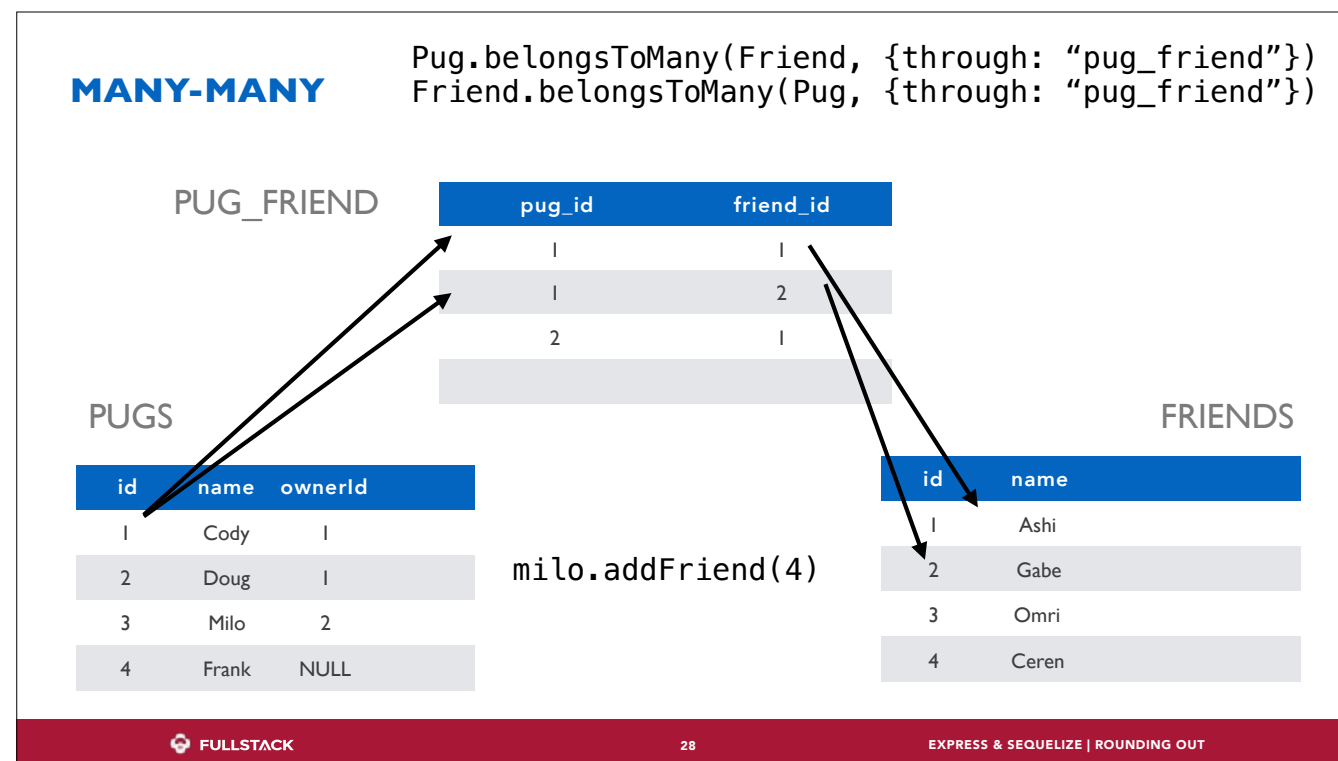 MANY-MANY
Pug.belongsToMany(Friend, {through: “pug_friend”})
Friend.belongsToMany(Pug, {through: “pug_friend”})
PUG_FRIEND
pug_id friend_id
1 1
1 2
2 1
PUGS
id name ownerId
1 Cody 1
2 Doug 1
3 Milo 2
4 Frank NULL
milo.addFriend(4)
FRIENDS
id name
1 Ashi
2 Gabe
3 Omri
4 Ceren
FULLSTACK
28
EXPRESS & SEQUELIZE | ROUNDING OUT